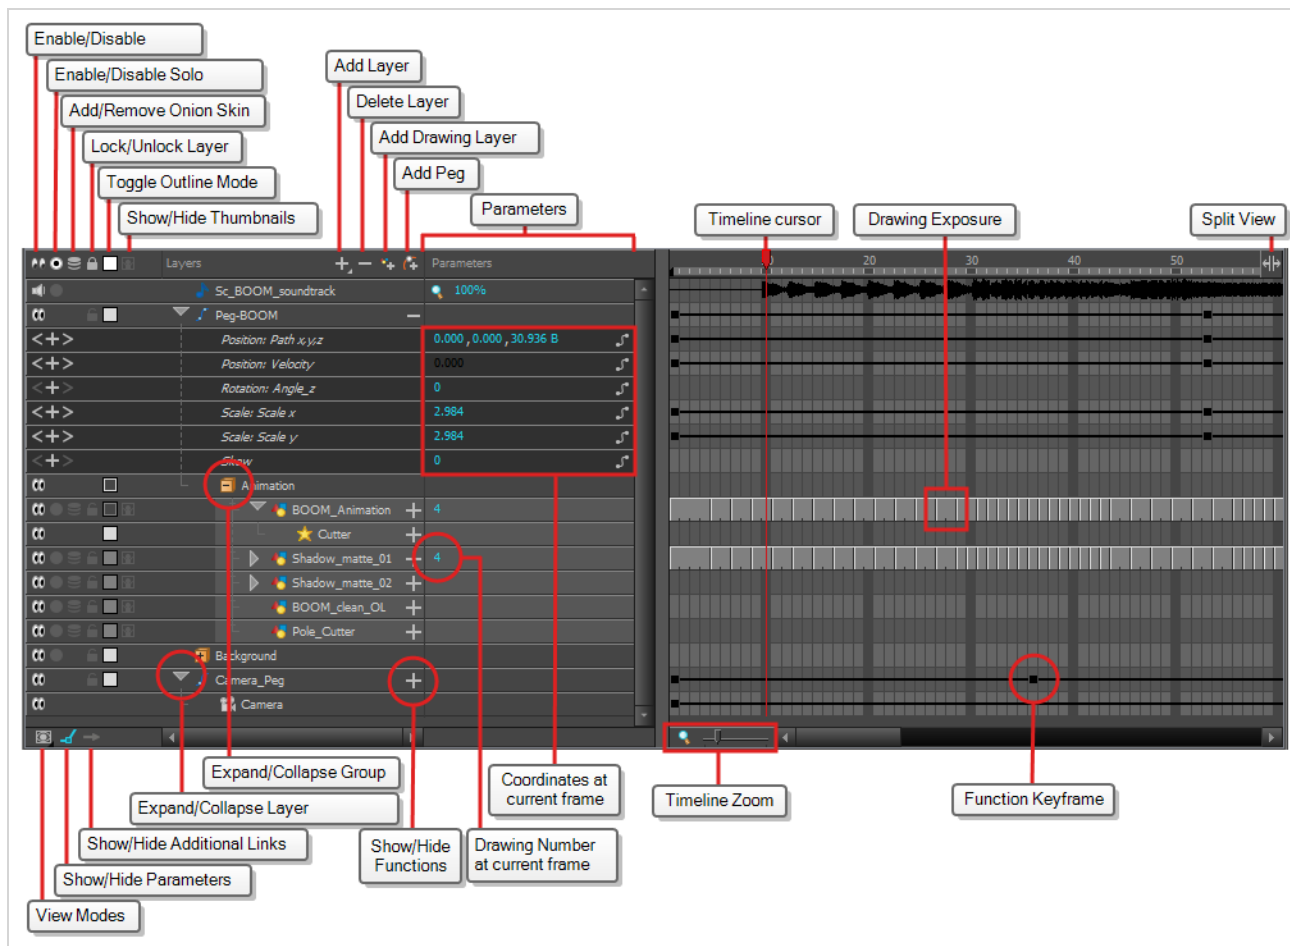 Enable/Disable
Enable/Disable Solo
Add/Remove Onion Skin
Lock/Unlock Layer
Toggle Outline Mode
Show/Hide Thumbnails
Add Layer
Delete Layer
Add Drawing Layer
Add Peg
Parameters
Timeline cursor
Drawing Exposure
Split View
Layers
Parameters
20
30
40
50
Sc_BOOM_soundtrack
100%
Peg-BOOM
Position: Path x,y,z
0.000 , 0.000 , 30.936 B
Position: Velocity
0.000
Rotation: Angle_z
0
Scale: Scale x
2.984
Scale: Scale y
2.984
Skew
0
Animation
BOOM_Animation
4
Cutter
Shadow_matte_01
4
Shadow_matte_02
BOOM_clean_OL
Pole_Cutter
Background
Camera_Peg
Camera
Expand/Collapse Group
Expand/Collapse Layer
Show/Hide Additional Links
Show/Hide Parameters
View Modes
Show/Hide
Functions
Coordinates at
current frame
Drawing Number
at current frame
Timeline Zoom
Function Keyframe